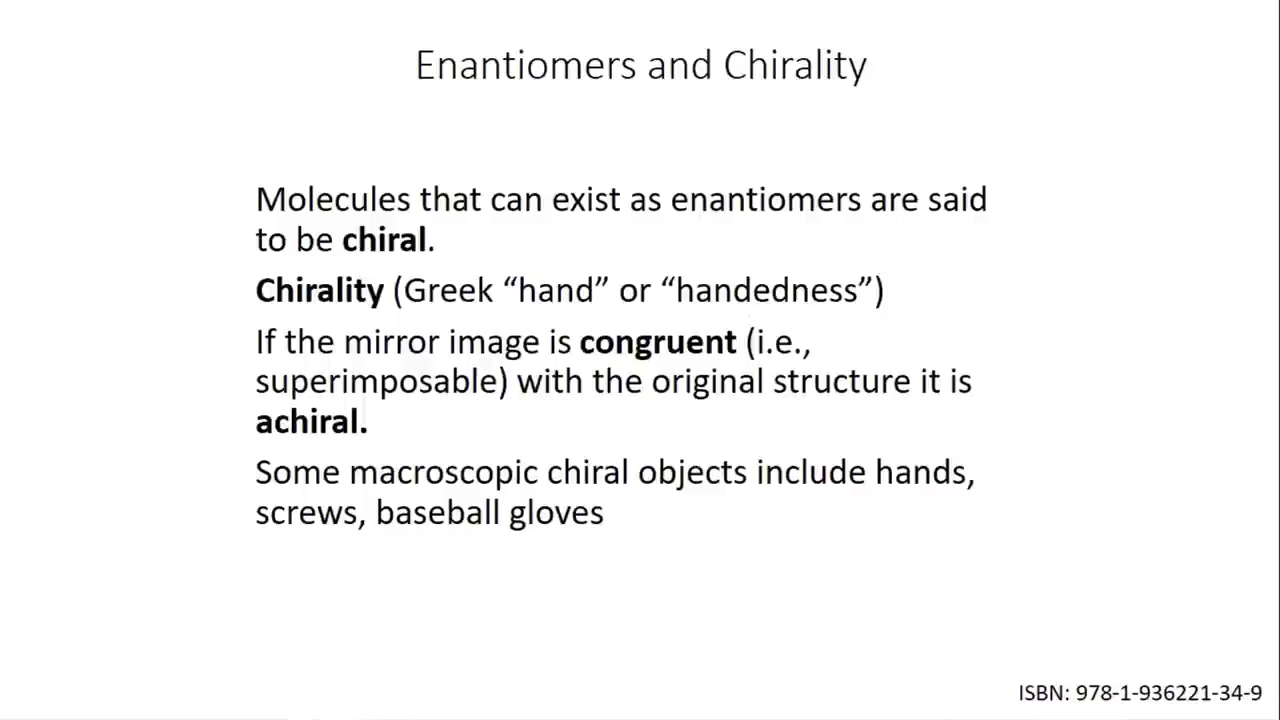 Enantiomers and Chirality
Molecules that can exist as enantiomers are said
to be chiral.
Chirality (Greek “hand” or “handedness”)
If the mirror image is congruent (i.e.,
superimposable) with the original structure it is
achiral.
Some macroscopic chiral objects include hands,
screws, baseball gloves
ISBN: 978-1-936221-34-9